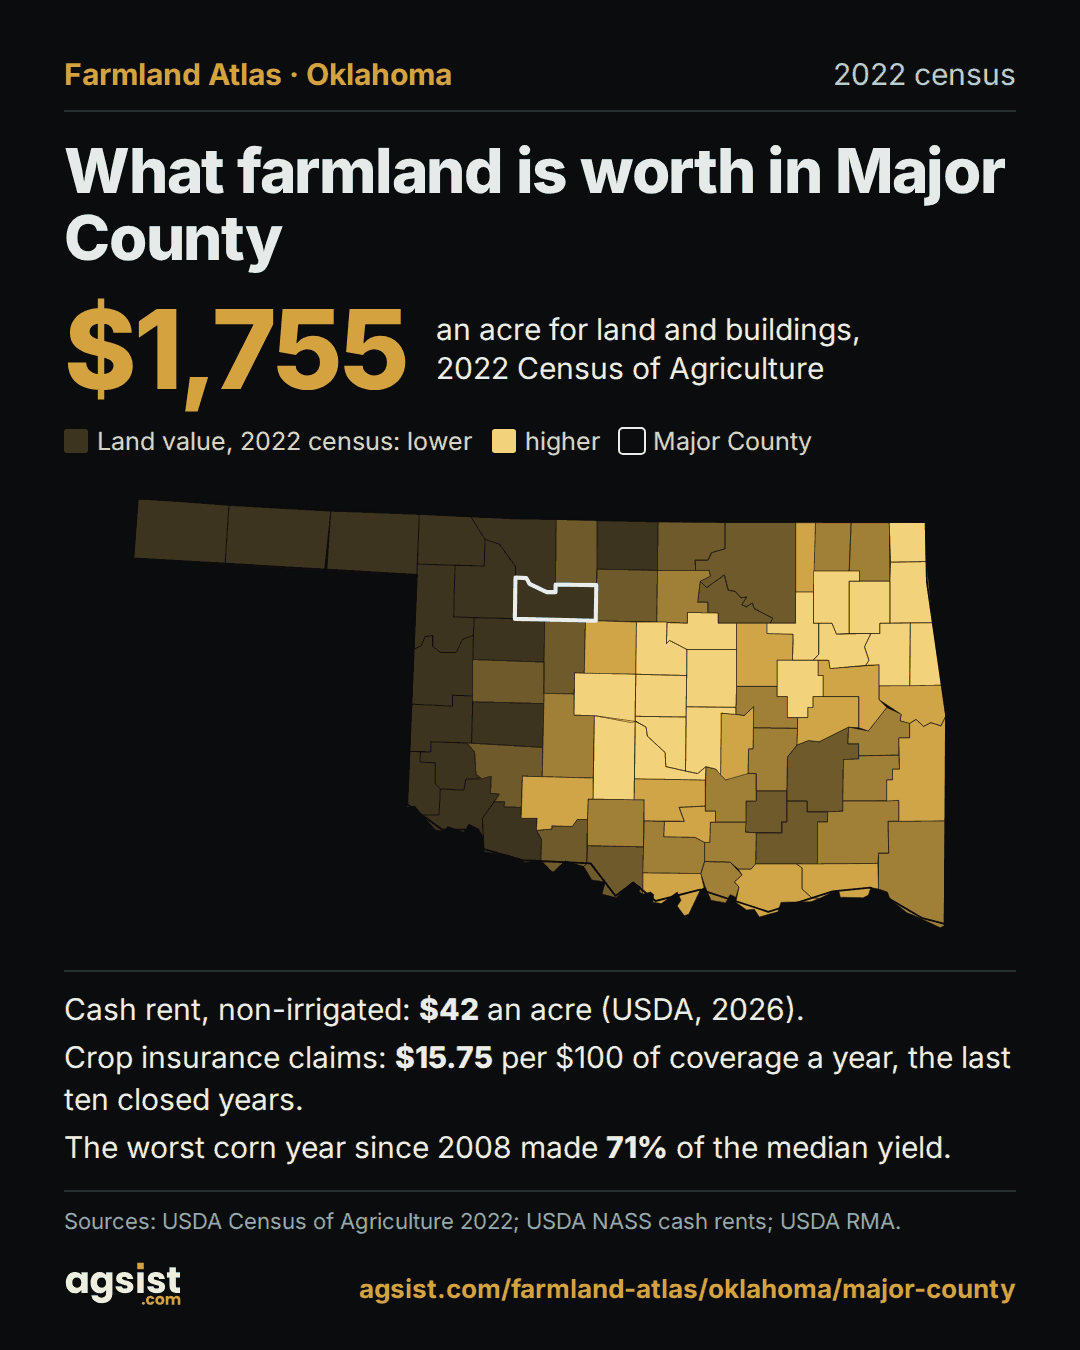 Farmland Atlas · Oklahoma
2022 census
What farmland is worth in Major
County
$1,755
an acre for land and buildings,
2022 Census of Agriculture
Land value, 2022 census: lower
higher
Major County
Cash rent, non-irrigated: $42 an acre (USDA, 2026).
Crop insurance claims: $15.75 per $100 of coverage a year, the last
ten closed years.
The worst corn year since 2008 made 71% of the median yield.
Sources: USDA Census of Agriculture 2022; USDA NASS cash rents; USDA RMA.
agsist
.com
agsist.com/farmland-atlas/oklahoma/major-county